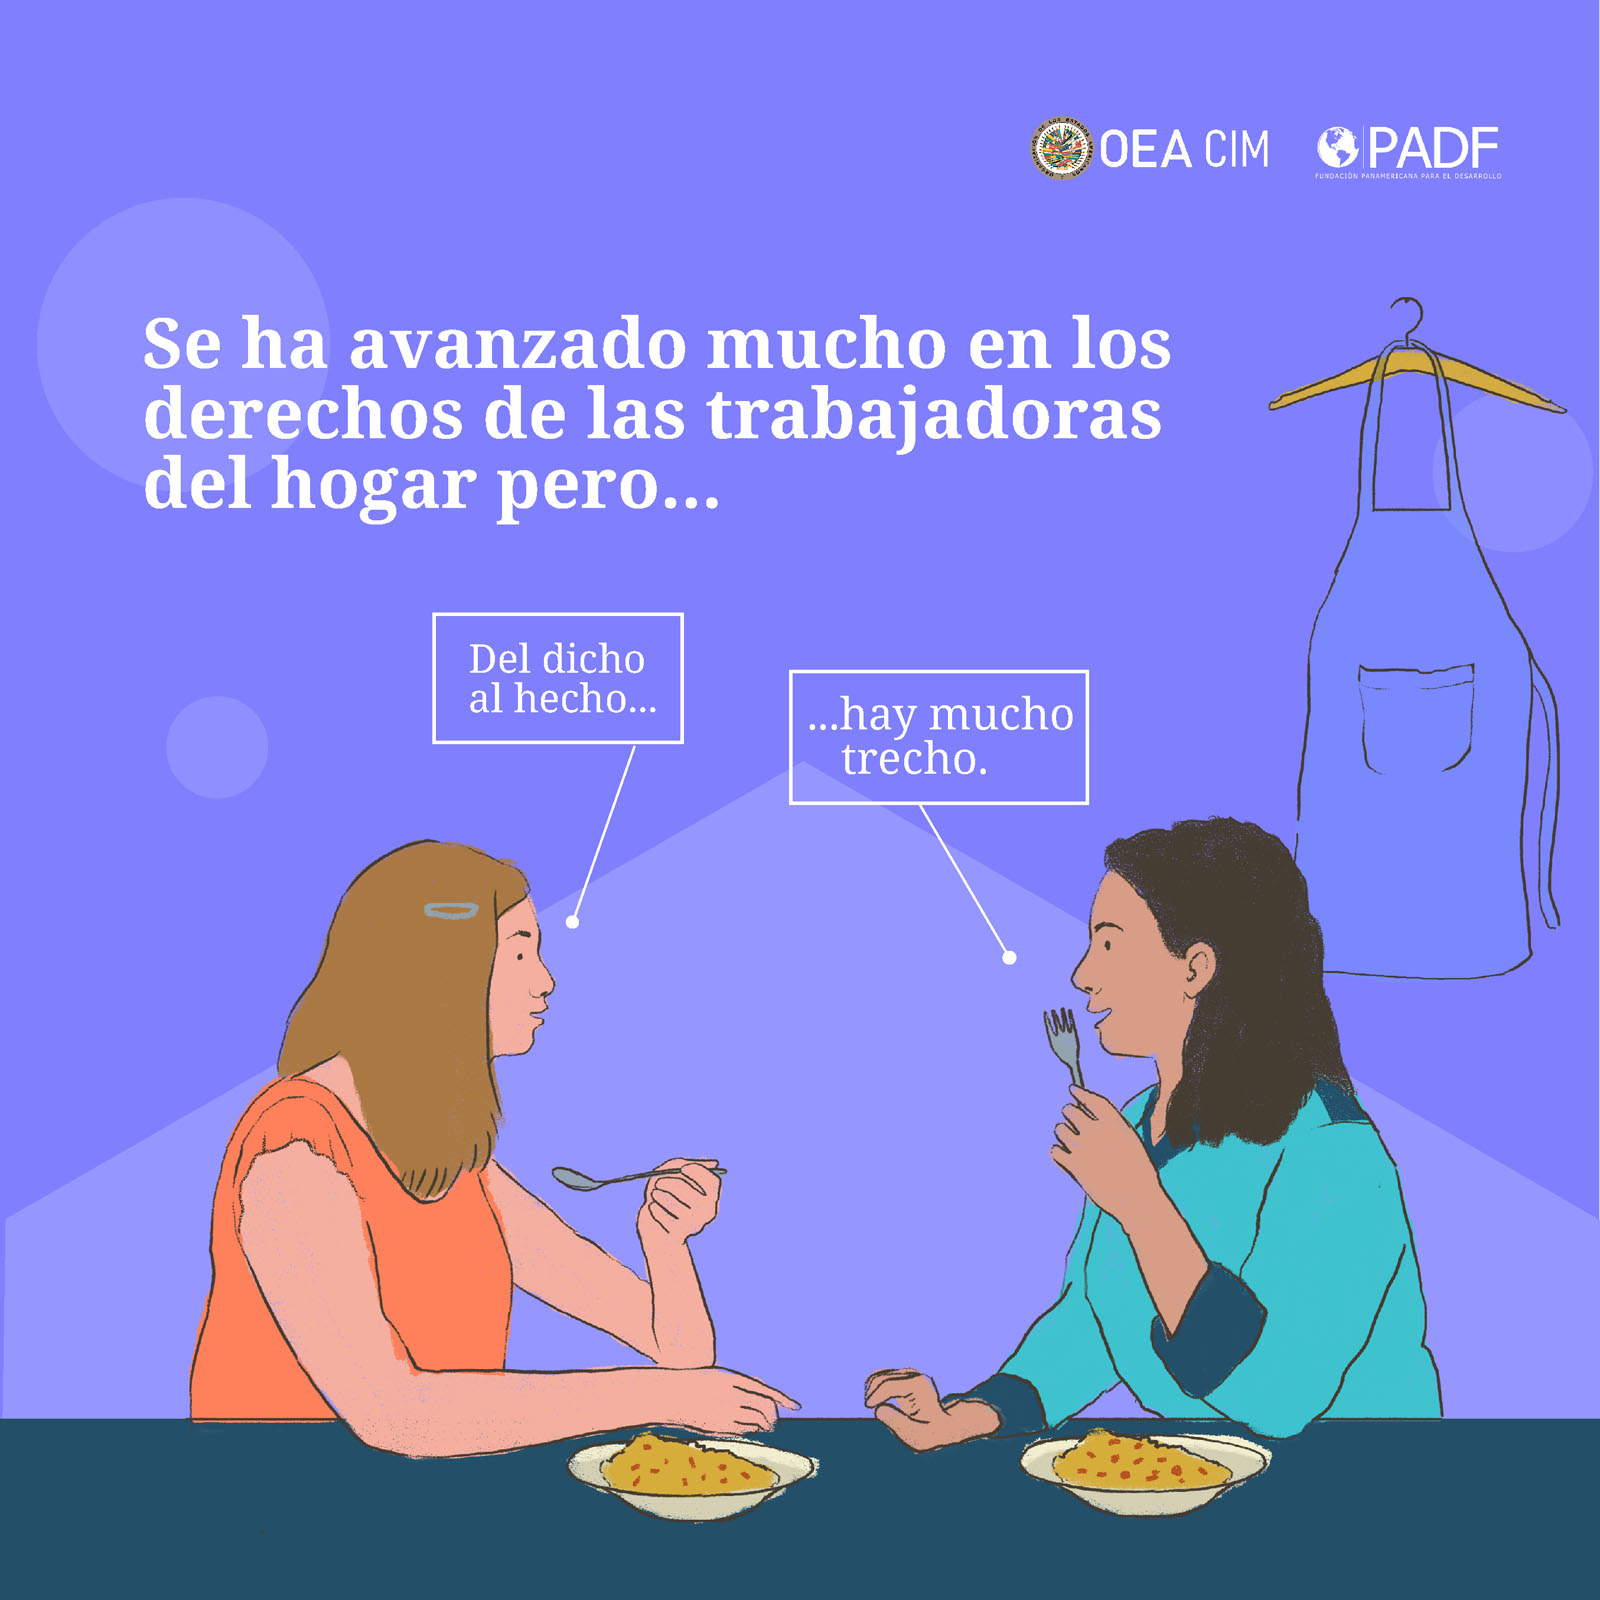 OEA CIM
PADF
FUNDACIÓN PANAMERICANA PARA EL DESARROLLO
Se ha avanzado mucho en los
derechos de las trabajadoras
del hogar pero...
Del dicho
al hecho...
...hay mucho
trecho.